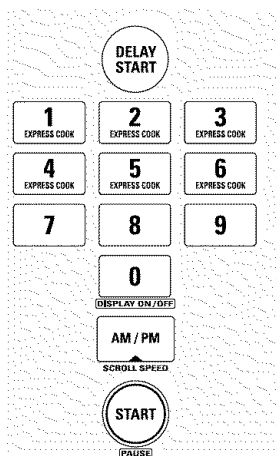 DELAY
START
1 2 3
EXPRESS COOK EXPRESS COOK EXPRESS COOK
4 5 6
EXPRESS COOK EXPRESS COOK EXPRESS COOK
7 8 9
0
DISPLAY ON/OFF
AM / PM
SCROLL SPEED
START
PAUSE